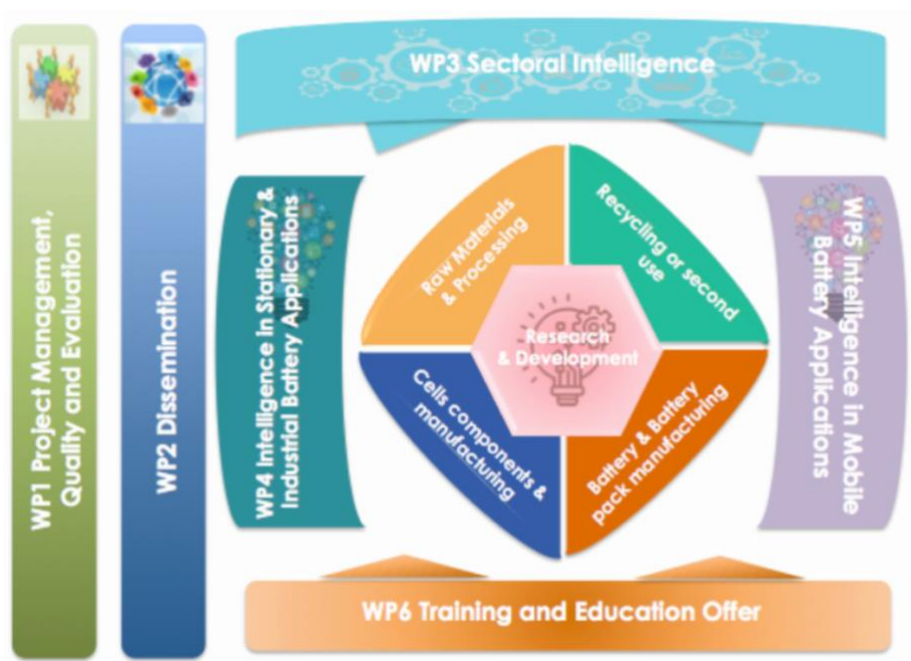 WP1 Project Management,
Quality and Evaluation
WP2 Dissemination
WP3 Sectoral Intelligence
WP4 Intelligence in Stationary &
Industrial Battery Applications
Raw Materials
& Processing
Recycling or second
use
Research
& Development
Cells components &
manufacturing
Battery & Battery
pack manufacturing
WP5 Intelligence in Mobile
Battery Applications
WP6 Training and Education Offer